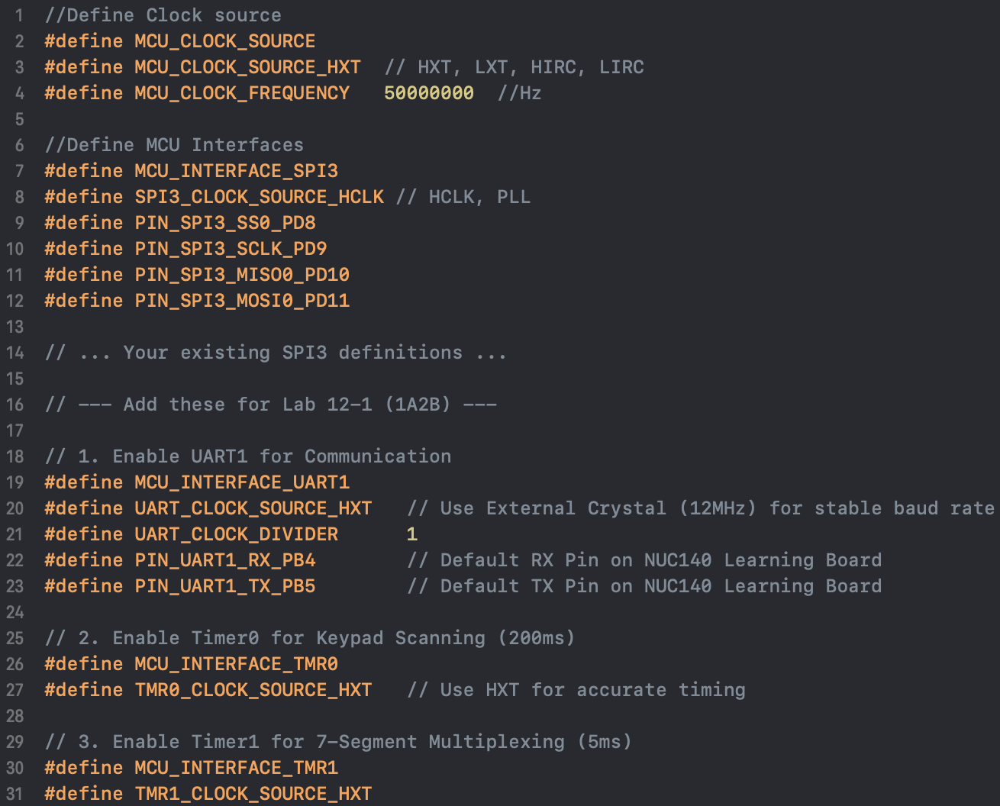 1 //Define Clock source
2 #define MCU_CLOCK_SOURCE
3 #define MCU_CLOCK_SOURCE_HXT  // HXT, LXT, HIRC, LIRC
4 #define MCU_CLOCK_FREQUENCY   50000000  //Hz
5
6 //Define MCU Interfaces
7 #define MCU_INTERFACE_SPI3
8 #define SPI3_CLOCK_SOURCE_HCLK // HCLK, PLL
9 #define PIN_SPI3_SS0_PD8
10 #define PIN_SPI3_SCLK_PD9
11 #define PIN_SPI3_MISO0_PD10
12 #define PIN_SPI3_MOSI0_PD11
13
14 // ... Your existing SPI3 definitions ...
15
16 // --- Add these for Lab 12-1 (1A2B) ---
17
18 // 1. Enable UART1 for Communication
19 #define MCU_INTERFACE_UART1
20 #define UART_CLOCK_SOURCE_HXT   // Use External Crystal (12MHz) for stable baud rate
21 #define UART_CLOCK_DIVIDER      1
22 #define PIN_UART1_RX_PB4        // Default RX Pin on NUC140 Learning Board
23 #define PIN_UART1_TX_PB5        // Default TX Pin on NUC140 Learning Board
24
25 // 2. Enable Timer0 for Keypad Scanning (200ms)
26 #define MCU_INTERFACE_TMR0
27 #define TMR0_CLOCK_SOURCE_HXT   // Use HXT for accurate timing
28
29 // 3. Enable Timer1 for 7-Segment Multiplexing (5ms)
30 #define MCU_INTERFACE_TMR1
31 #define TMR1_CLOCK_SOURCE_HXT